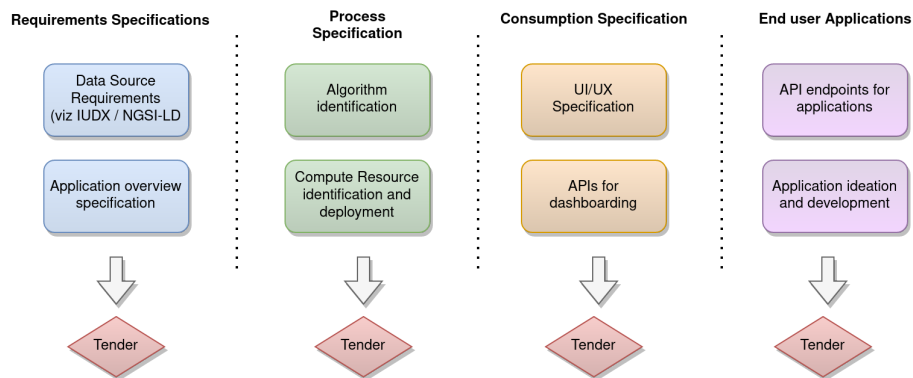 Requirements Specifications
Process
Specification
Consumption Specification
End user Applications
Data Source
Requirements
(viz IUDX / NGSI-LD
Algorithm
identification
UI/UX
Specification
API endpoints for
applications
Application overview
specification
Compute Resource
identification and
deployment
APIs for
dashboarding
Application ideation
and development
Tender
Tender
Tender
Tender